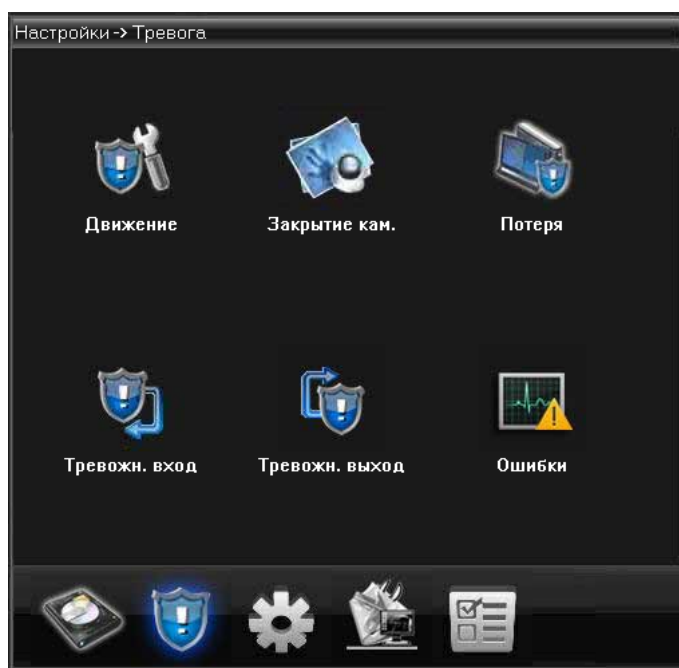 Настройки -> Тревога
Движение
Закрытие кам.
Потеря
Тревожн. вход
Тревожн. выход
Ошибки